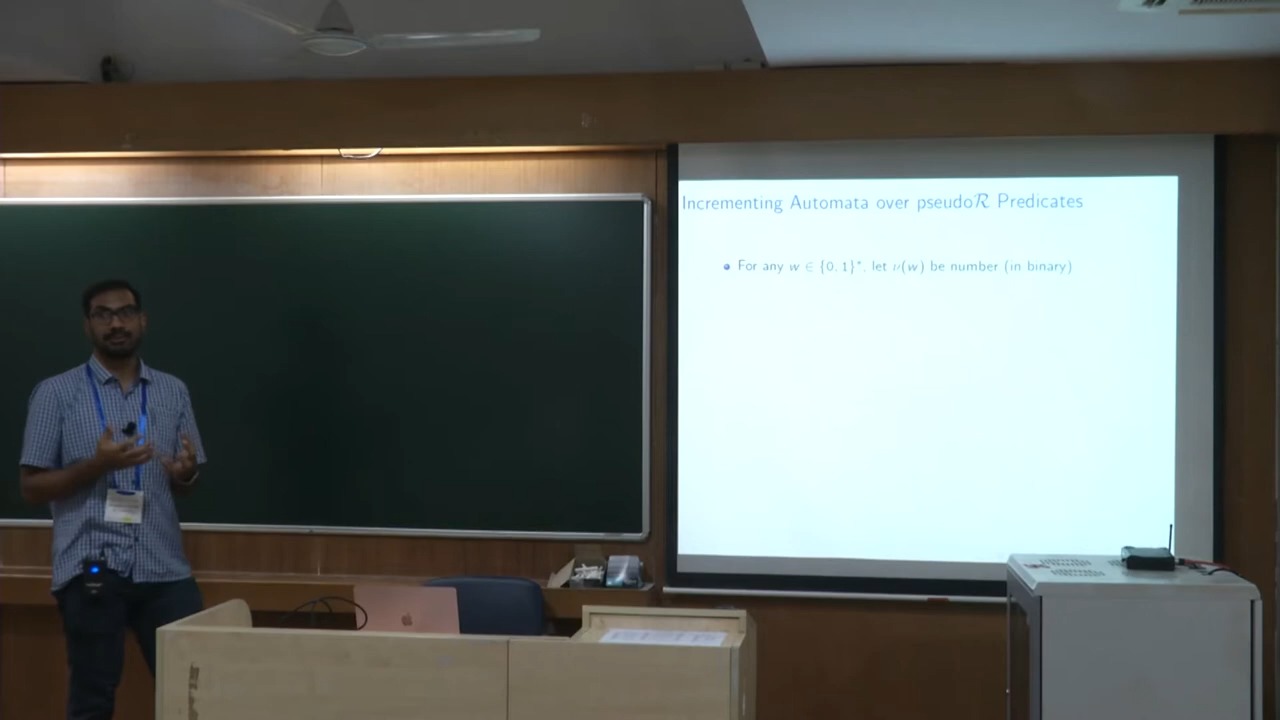 Incrementing Automata over pseudoℛ Predicates
For any w ∈ {0, 1}*, let ν(w) be number (in binary)